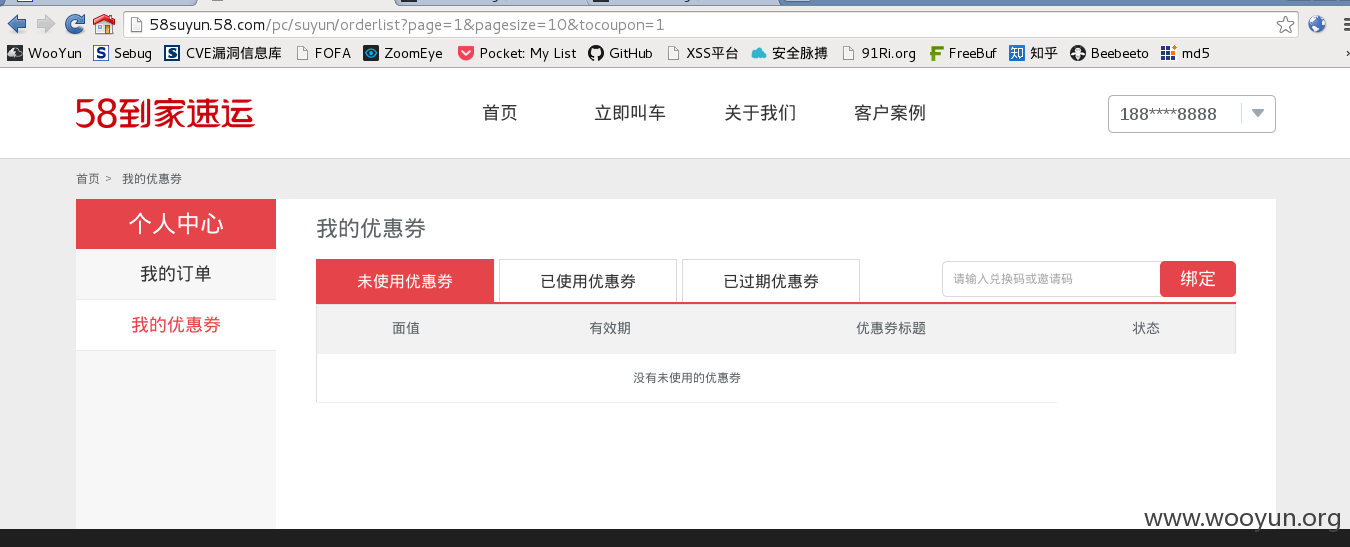 58suyun.58.com/pc/suyun/orderlist?page=1&pagesize=10&tocoupon=1
WooYun Sebug CVE漏洞信息库 FOFA ZoomEye Pocket: My List GitHub XSS平台 安全脉搏 91Ri.org FreeBuf 知乎 Beebeeto md5
58到家速运 首页 立即叫车 关于我们 客户案例 188****8888
首页 > 我的优惠券
个人中心
我的订单
我的优惠券
我的优惠券
未使用优惠券 已使用优惠券 已过期优惠券 请输入兑换码或邀请码 绑定
面值 有效期 优惠券标题 状态
没有未使用的优惠券
www.wooyun.org